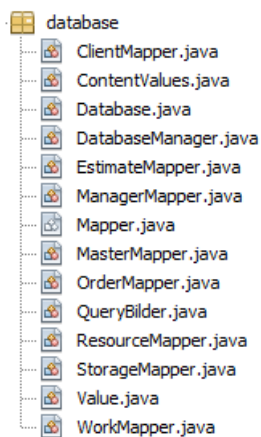 database
ClientMapper.java
ContentValues.java
Database.java
DatabaseManager.java
EstimateMapper.java
ManagerMapper.java
Mapper.java
MasterMapper.java
OrderMapper.java
QueryBilder.java
ResourceMapper.java
StorageMapper.java
Value.java
WorkMapper.java